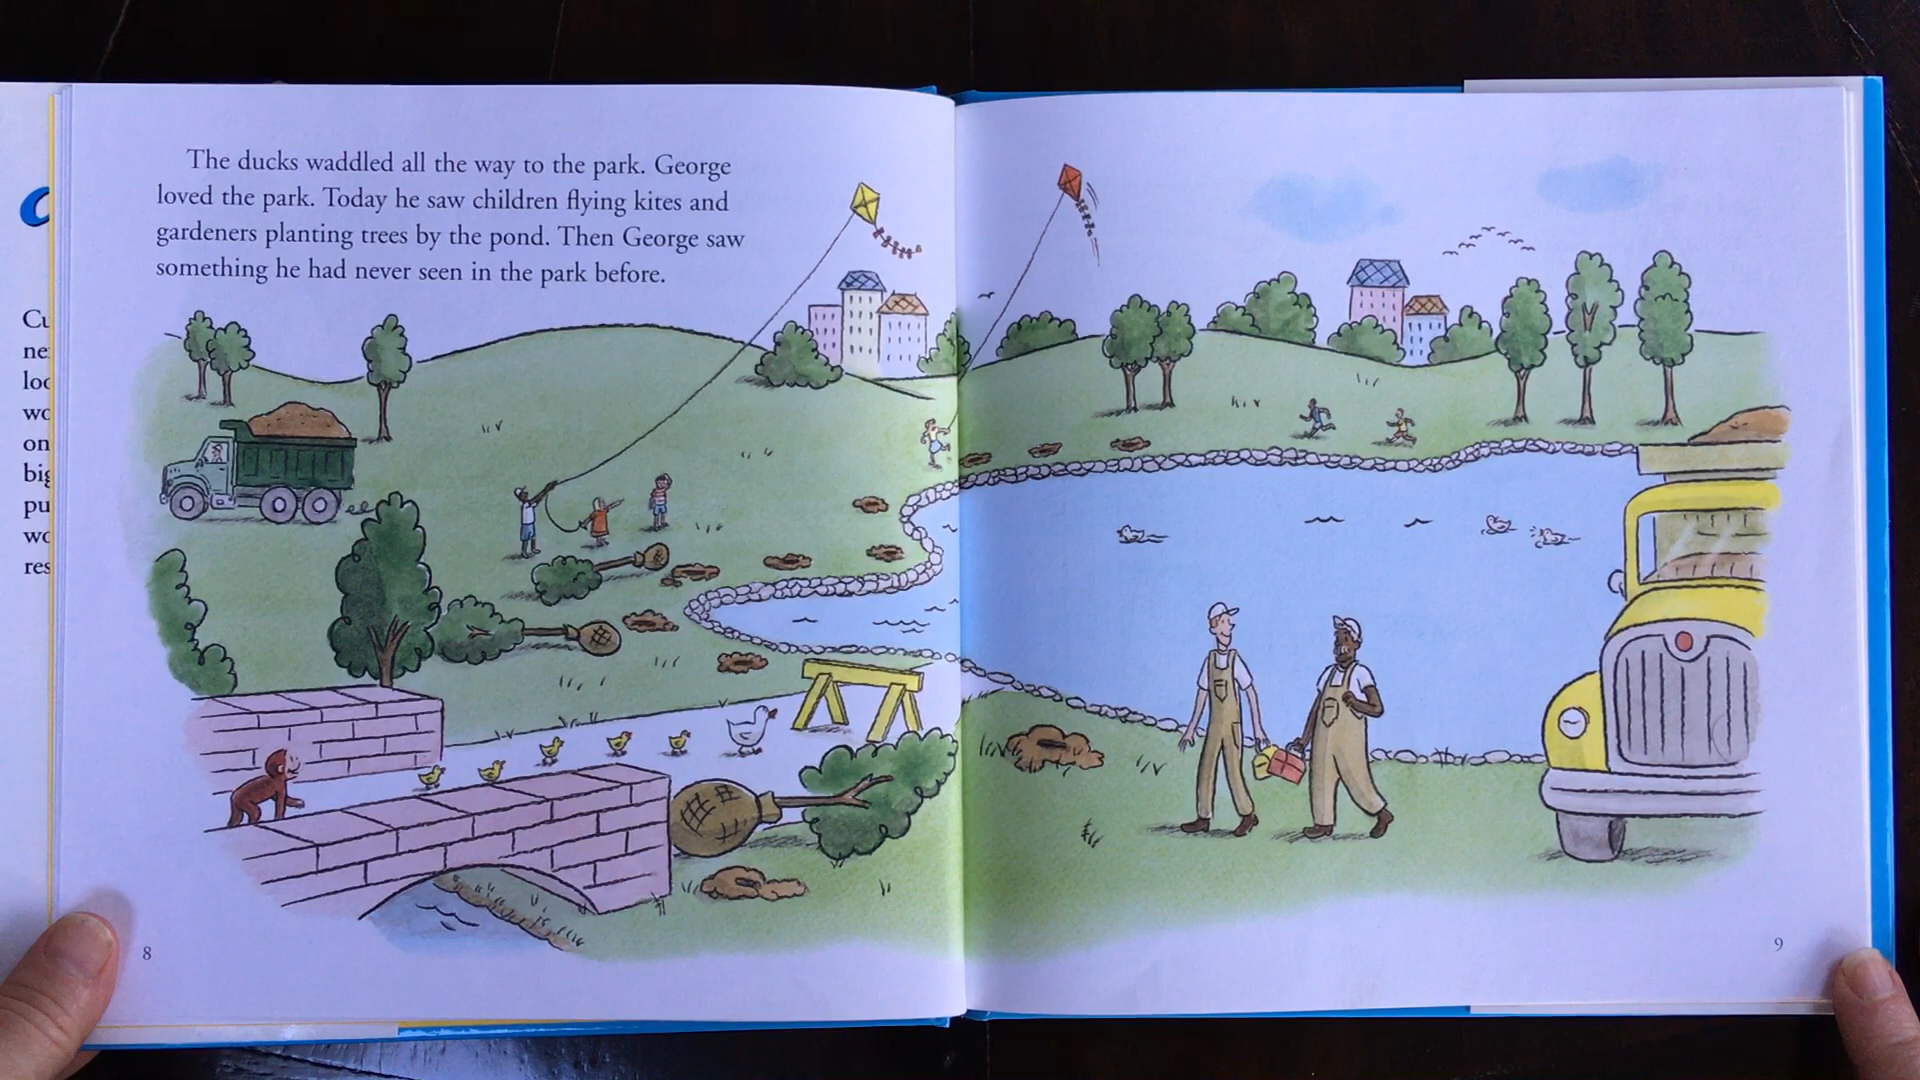 The ducks waddled all the way to the park. George
loved the park. Today he saw children flying kites and
gardeners planting trees by the pond. Then George saw
something he had never seen in the park before.
8
9